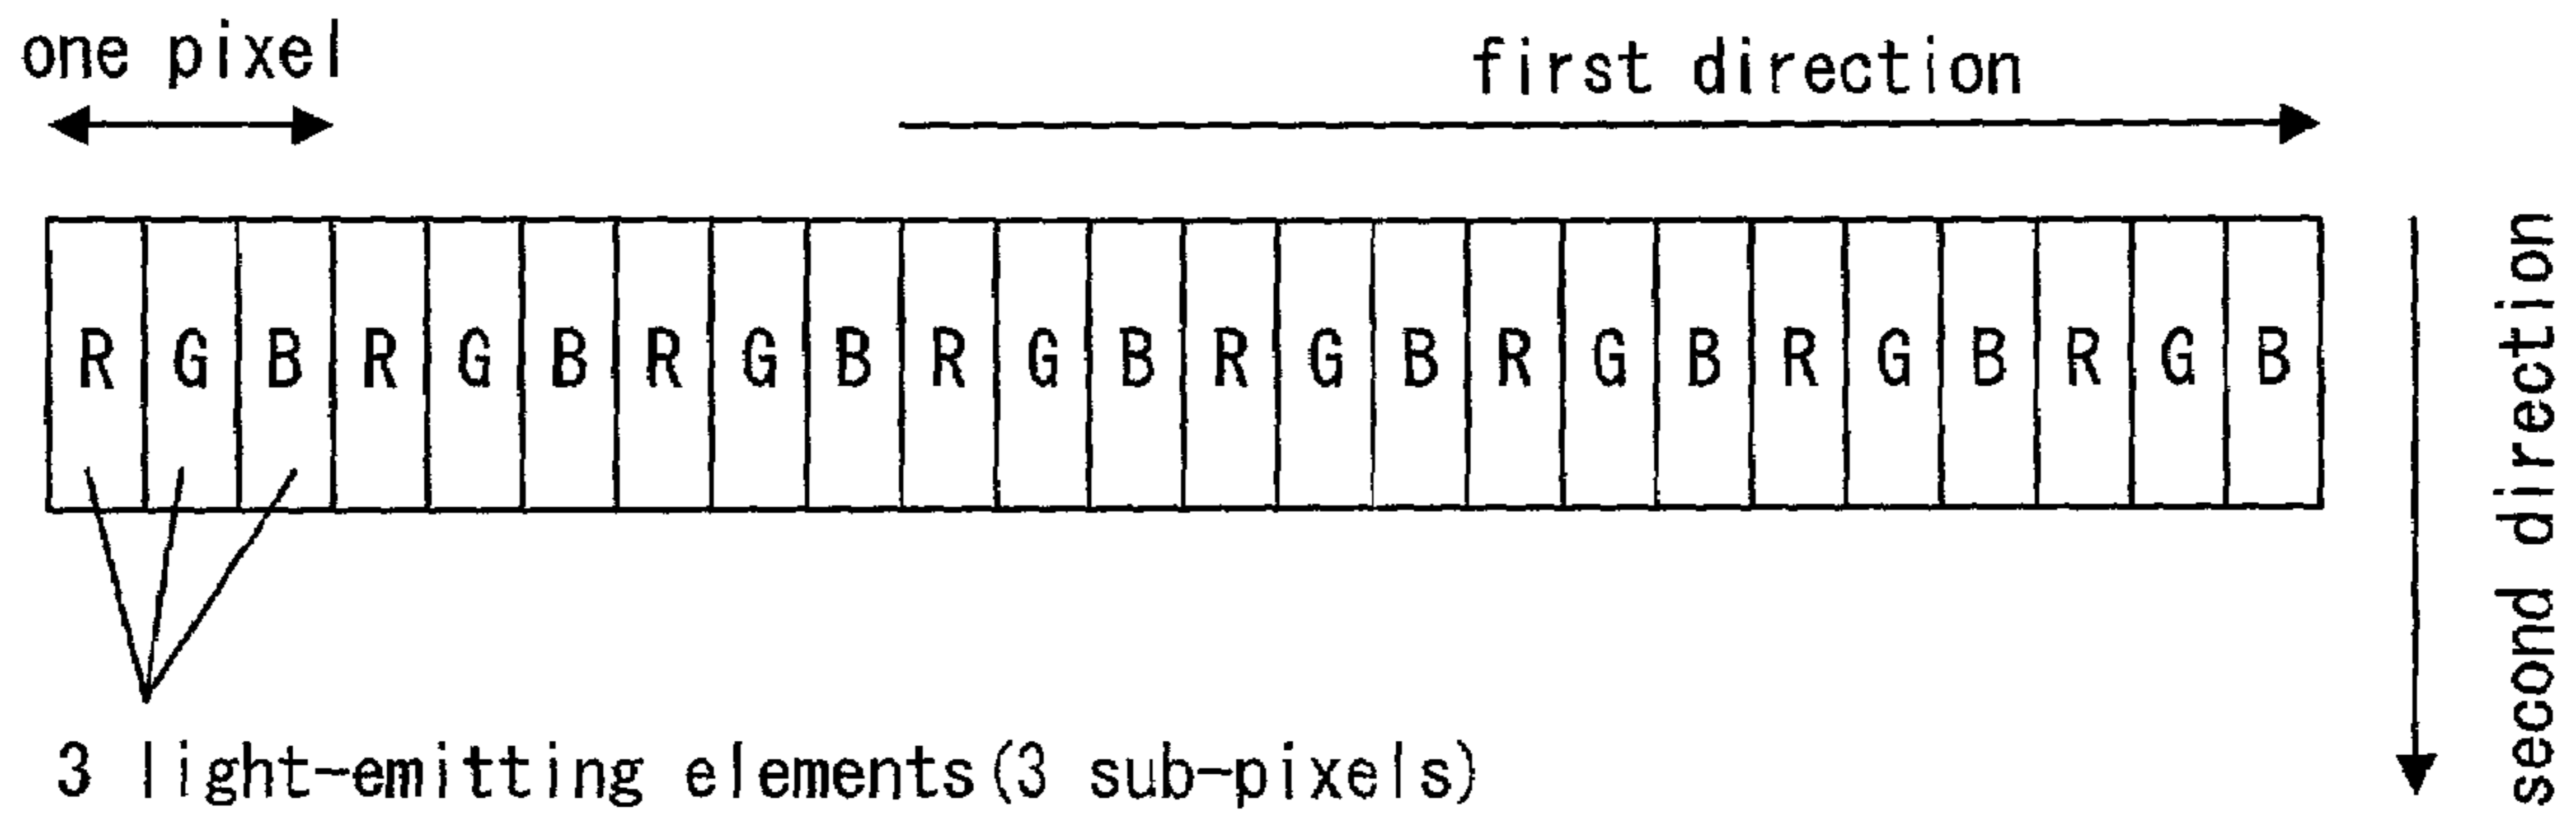 one pixel
first direction
R G B R G B R G B R G B R G B R G B R G B R G B
second direction
3 light-emitting elements(3 sub-pixels)